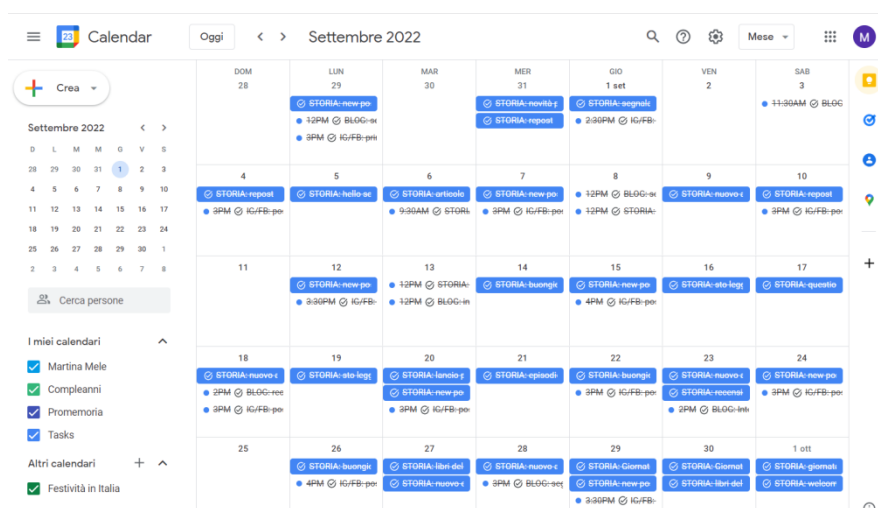 23 Calendar Oggi Settembre 2022 Mese M
Crea
Settembre 2022
D L M M G V S
28 29 30 31 1 2 3
4 5 6 7 8 9 10
11 12 13 14 15 16 17
18 19 20 21 22 23 24
25 26 27 28 29 30 1
2 3 4 5 6 7 8
Cerca persone
I miei calendari
Martina Mele
Compleanni
Promemoria
Tasks
Altri calendari
Festività in Italia
DOM LUN MAR MER GIO VEN SAB
28 29 30 31 1 set 2 3
STORIA: new po STORIA: novità STORIA: segnala 11:30AM BLOG
12PM BLOG: STORIA: repost 2:30PM IG/FB:
3PM IG/FB:
4 5 6 7 8 9 10
STORIA: repost STORIA: hello STORIA: articolo STORIA: new po 12PM BLOG: STORIA: nuovo STORIA: repost
3PM IG/FB: po 9:30AM STORI 3PM IG/FB: po 12PM STORIA: 3PM IG/FB: po
11 12 13 14 15 16 17
STORIA: new po 12PM STORIA: STORIA: buongio STORIA: new po STORIA: sto legg STORIA: questio
3:30PM IG/FB: 12PM BLOG: in 4PM IG/FB: po
18 19 20 21 22 23 24
STORIA: nuovo STORIA: sto legg STORIA: lancio STORIA: episodi STORIA: buongio STORIA: nuovo STORIA: new po
2PM BLOG: rec STORIA: new po 3PM IG/FB: po STORIA: recensi 3PM IG/FB: po
3PM IG/FB: po 3PM IG/FB: po 2PM BLOG: Int
25 26 27 28 29 30 1 ott
STORIA: buongio STORIA: libri del STORIA: nuovo STORIA: Giornat STORIA: Giornat STORIA: giornat
4PM IG/FB: po STORIA: nuovo 3PM BLOG: STORIA: new po STORIA: libri del STORIA: welcom
3:30PM IG/FB: